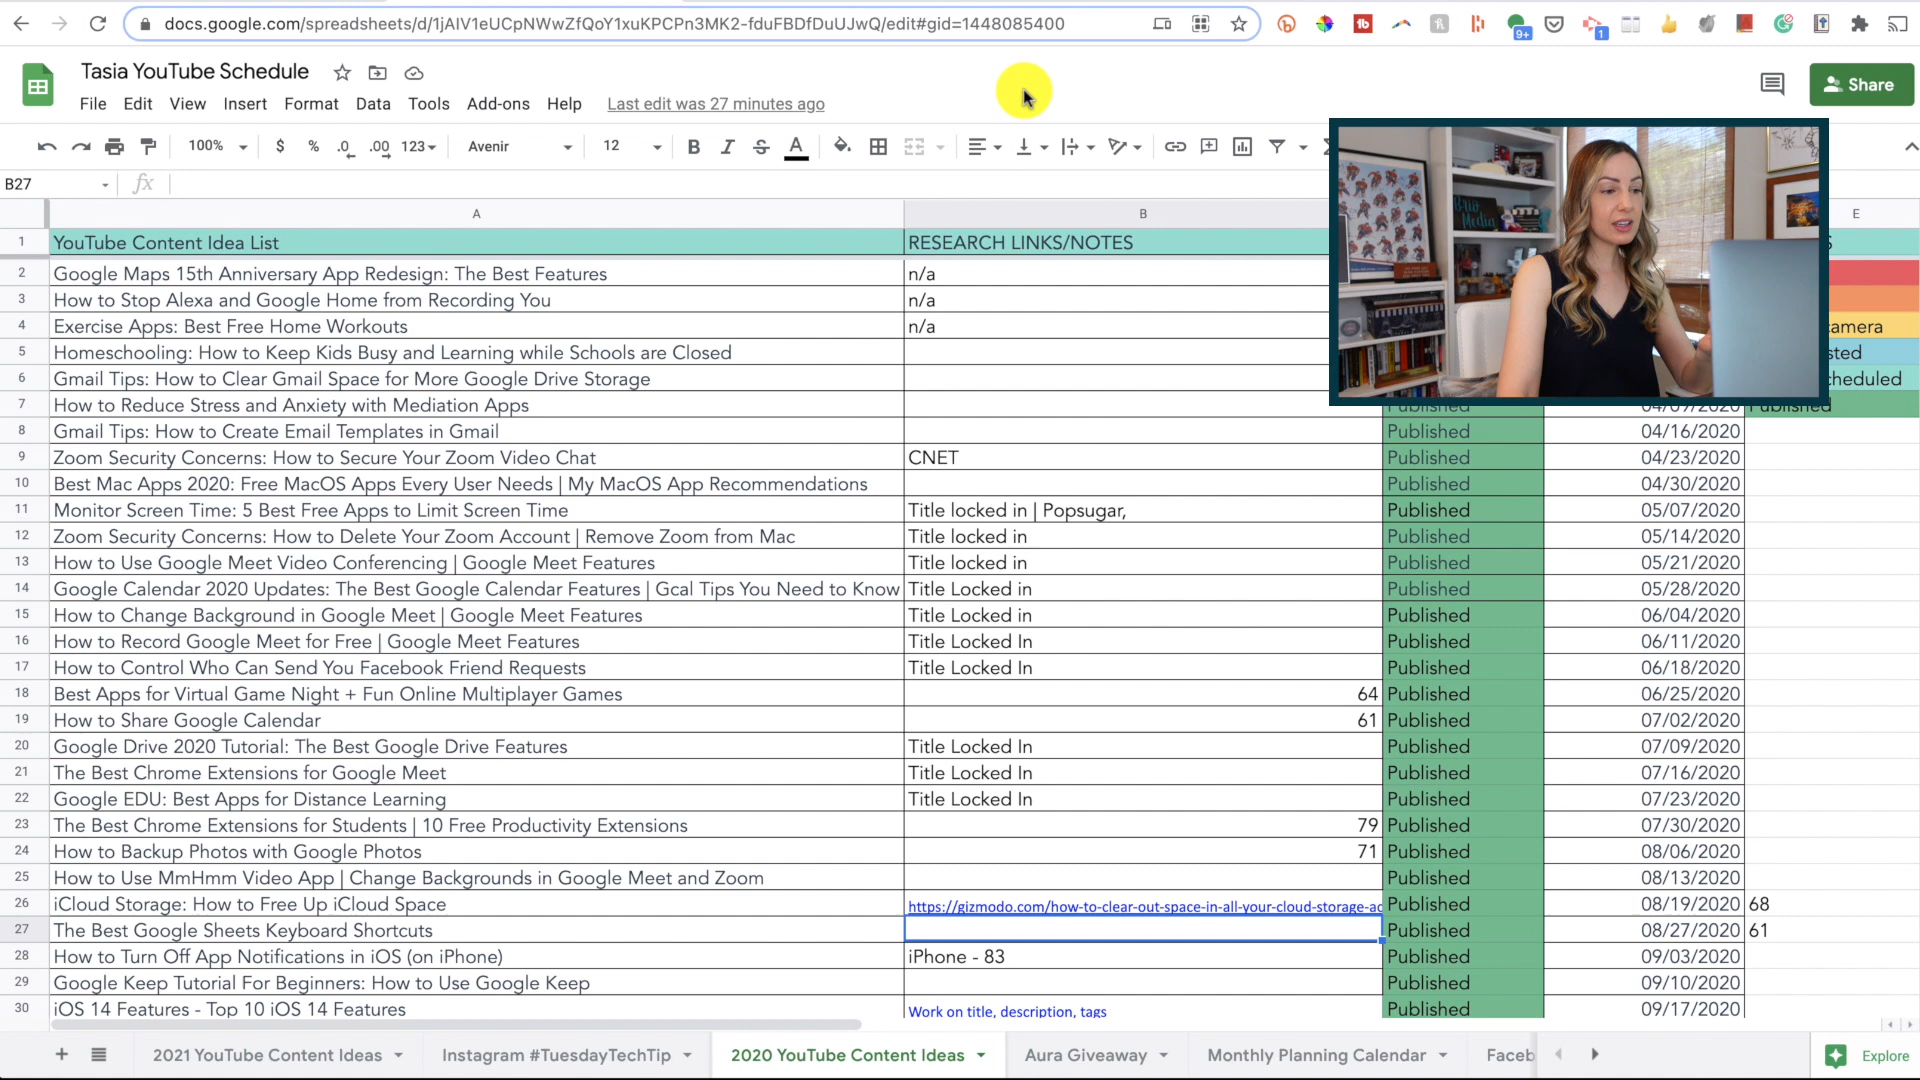 docs.google.com/spreadsheets/d/1jAIV1eUCpNWwZfQoY1xuKPCPn3MK2-fduFBDfDuUJwQ/edit#gid=1448085400
9+
1
Tasia YouTube Schedule
Share
File Edit View Insert Format Data Tools Add-ons Help Last edit was 27 minutes ago
100% $ % .0 .00 123 Avenir 12 B I S A
B27 fx
A B E
1 YouTube Content Idea List RESEARCH LINKS/NOTES
2 Google Maps 15th Anniversary App Redesign: The Best Features n/a
3 How to Stop Alexa and Google Home from Recording You n/a
4 Exercise Apps: Best Free Home Workouts n/a camera
5 Homeschooling: How to Keep Kids Busy and Learning while Schools are Closed
6 Gmail Tips: How to Clear Gmail Space for More Google Drive Storage
7 How to Reduce Stress and Anxiety with Mediation Apps Published 04/09/2020 Published
8 Gmail Tips: How to Create Email Templates in Gmail Published 04/16/2020
9 Zoom Security Concerns: How to Secure Your Zoom Video Chat CNET Published 04/23/2020
10 Best Mac Apps 2020: Free MacOS Apps Every User Needs | My MacOS App Recommendations Published 04/30/2020
11 Monitor Screen Time: 5 Best Free Apps to Limit Screen Time Title locked in | Popsugar, Published 05/07/2020
12 Zoom Security Concerns: How to Delete Your Zoom Account | Remove Zoom from Mac Title locked in Published 05/14/2020
13 How to Use Google Meet Video Conferencing | Google Meet Features Title locked in Published 05/21/2020
14 Google Calendar 2020 Updates: The Best Google Calendar Features | Gcal Tips You Need to Know Title Locked in Published 05/28/2020
15 How to Change Background in Google Meet | Google Meet Features Title Locked in Published 06/04/2020
16 How to Record Google Meet for Free | Google Meet Features Title Locked In Published 06/11/2020
17 How to Control Who Can Send You Facebook Friend Requests Title Locked In Published 06/18/2020
18 Best Apps for Virtual Game Night + Fun Online Multiplayer Games 64 Published 06/25/2020
19 How to Share Google Calendar 61 Published 07/02/2020
20 Google Drive 2020 Tutorial: The Best Google Drive Features Title Locked In Published 07/09/2020
21 The Best Chrome Extensions for Google Meet Title Locked In Published 07/16/2020
22 Google EDU: Best Apps for Distance Learning Title Locked In Published 07/23/2020
23 The Best Chrome Extensions for Students | 10 Free Productivity Extensions 79 Published 07/30/2020
24 How to Backup Photos with Google Photos 71 Published 08/06/2020
25 How to Use MmHmm Video App | Change Backgrounds in Google Meet and Zoom Published 08/13/2020
26 iCloud Storage: How to Free Up iCloud Space https://gizmodo.com/how-to-clear-out-space-in-all-your-cloud-storage-ac Published 08/19/2020 68
27 The Best Google Sheets Keyboard Shortcuts Published 08/27/2020 61
28 How to Turn Off App Notifications in iOS (on iPhone) iPhone - 83 Published 09/03/2020
29 Google Keep Tutorial For Beginners: How to Use Google Keep Published 09/10/2020
30 iOS 14 Features - Top 10 iOS 14 Features Work on title, description, tags Published 09/17/2020
2021 YouTube Content Ideas Instagram #TuesdayTechTip 2020 YouTube Content Ideas Aura Giveaway Monthly Planning Calendar Faceb Explore